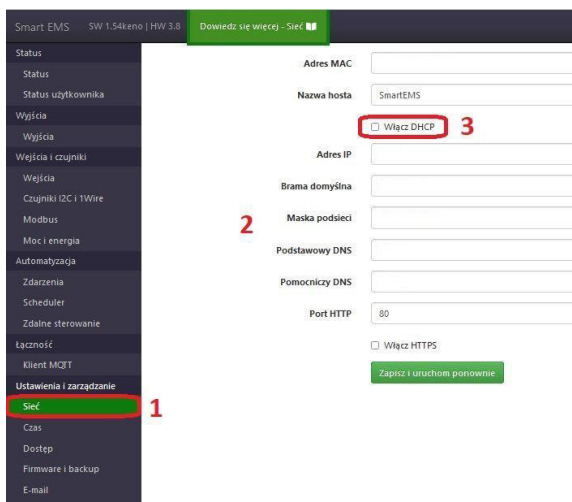 Smart EMS SW 1.54keno | HW 3.8 Dowiedz się więcej - Sieć
Status
Status
Status użytkownika
Wyjścia
Wyjścia
Wejścia i czujniki
Wejścia
Czujniki I2C i 1Wire
Modbus
Moc i energia
Automatyzacja
Zdarzenia
Scheduler
Zdalne sterowanie
Łączność
Klient MQTT
Ustawienia i zarządzanie
Sieć 1
Czas
Dostęp
Firmware i backup
E-mail
Adres MAC
Nazwa hosta SmartEMS
Włącz DHCP 3
Adres IP
Brama domyślna
2 Maska podsieci
Podstawowy DNS
Pomocniczy DNS
Port HTTP 80
Włącz HTTPS
Zapisz i uruchom ponownie